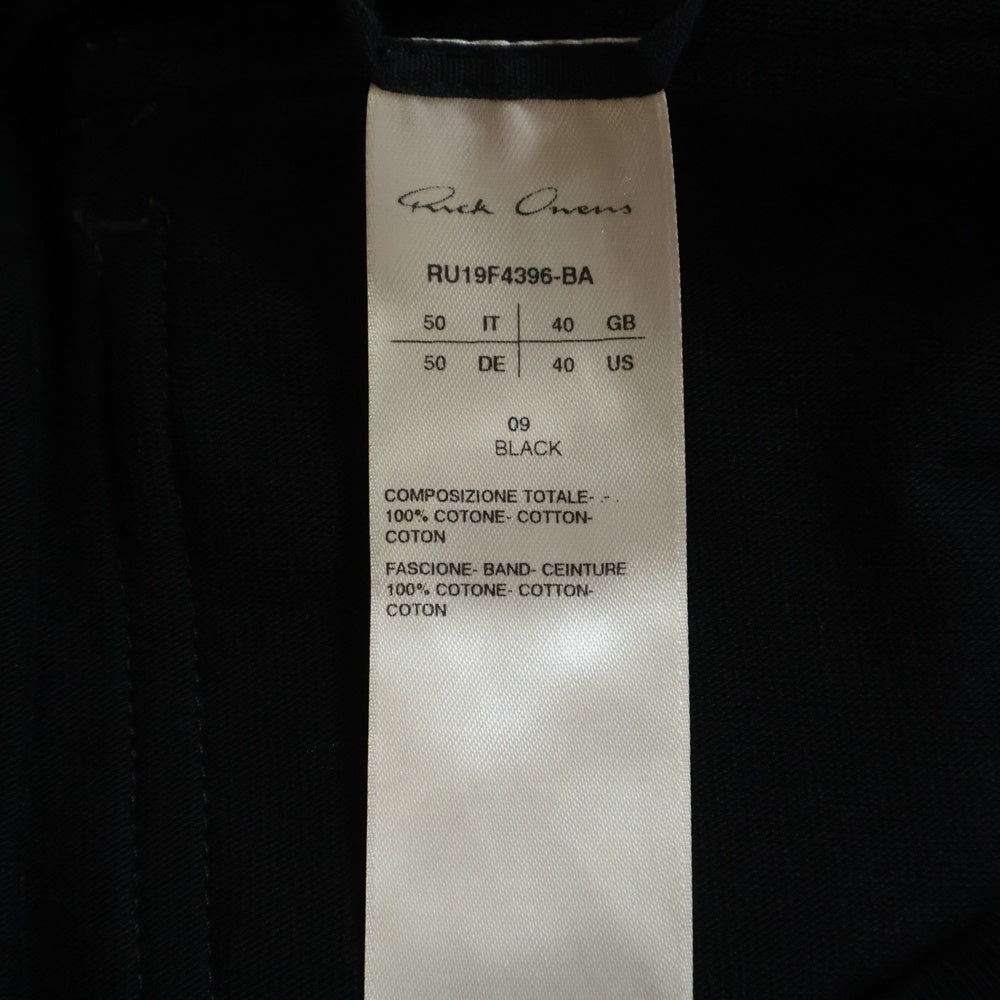 Rick Owens
RU19F4396-BA
50 IT 40 GB
50 DE 40 US
09
BLACK
COMPOSIZIONE TOTALE- .- .
100% COTONE- COTTON-
COTON
FASCIONE- BAND- CEINTURE
100% COTONE- COTTON-
COTON